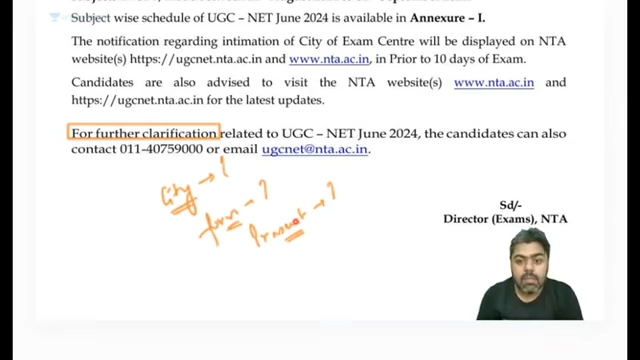 Subject wise schedule of UGC – NET June 2024 is available in Annexure – I.
The notification regarding intimation of City of Exam Centre will be displayed on NTA
website(s) https://ugcnet.nta.ac.in and www.nta.ac.in, in Prior to 10 days of Exam.
Candidates are also advised to visit the NTA website(s) www.nta.ac.in and
https://ugcnet.nta.ac.in for the latest updates.
For further clarification related to UGC – NET June 2024, the candidates can also
contact 011-40759000 or email ugcnet@nta.ac.in.
City → ?
form → ?
→ ?
Sd/-
Director (Exams), NTA